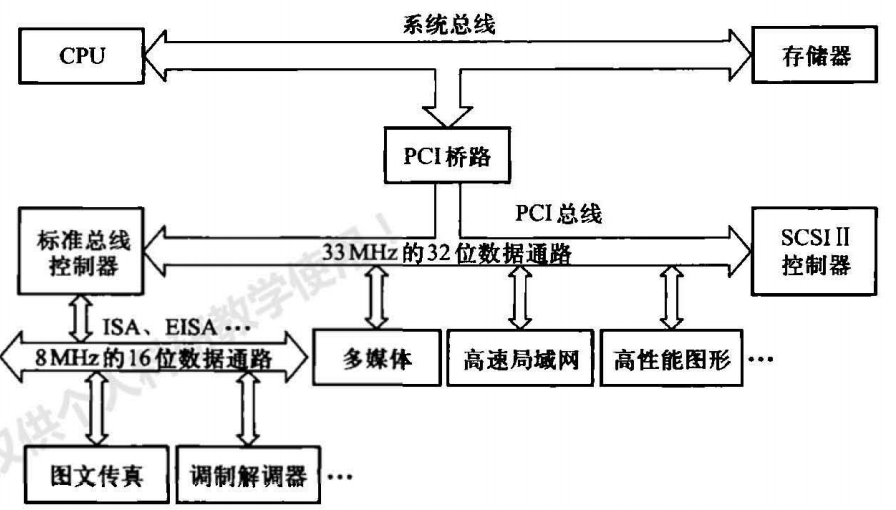 系统总线
CPU
存储器
PCI桥路
PCI总线
标准总线
控制器
33MHz的32位数据通路
SCSIⅡ
控制器
ISA、EISA…
8MHz的16位数据通路
多媒体
高速局域网
高性能图形
…
图文传真
调制解调器
…